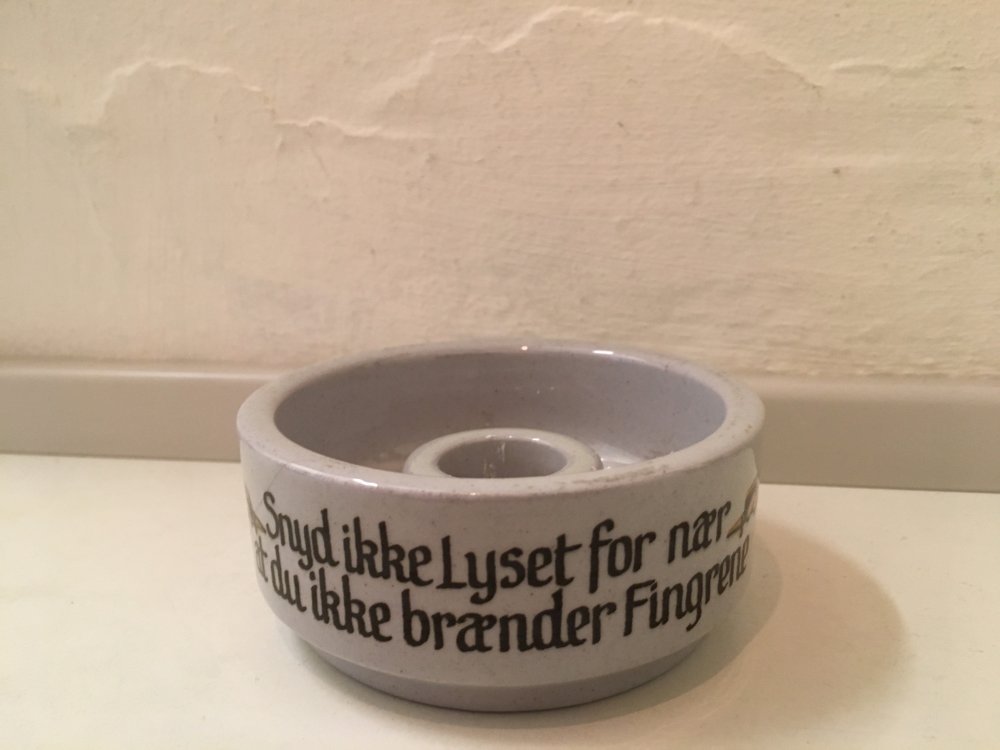 Snyd ikke Lyset for nær
at du ikke brænder Fingrene